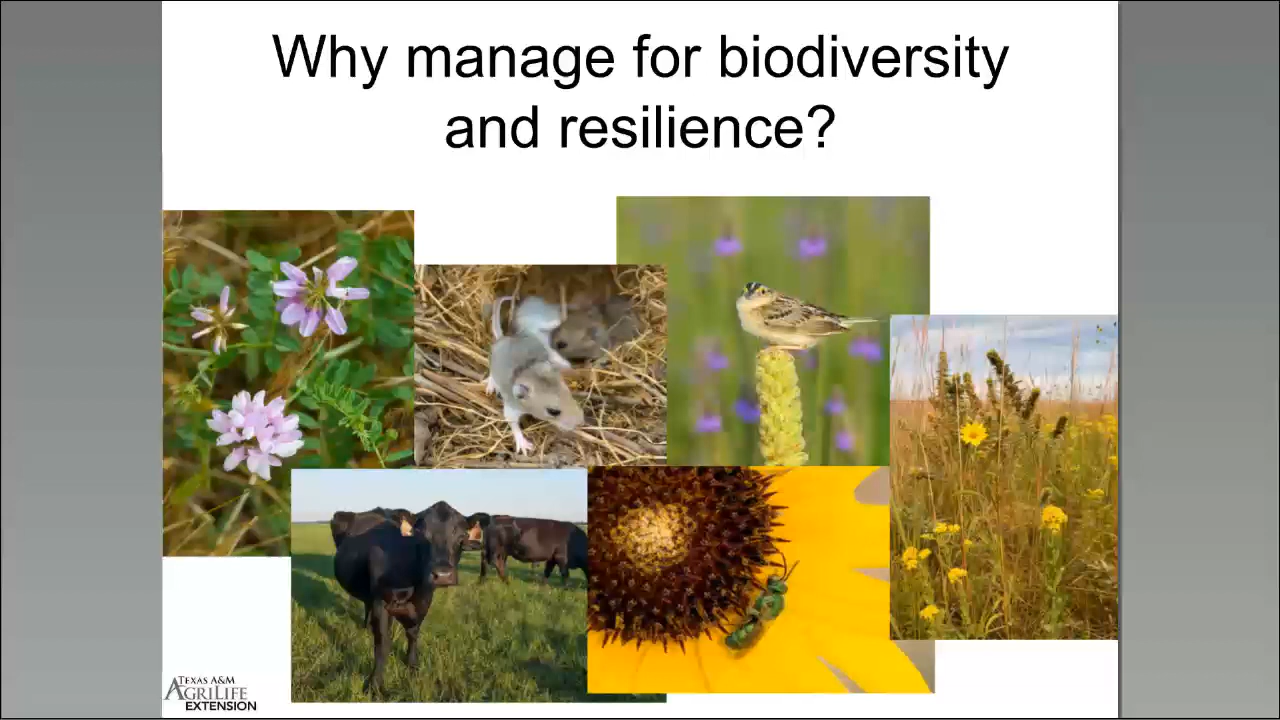 Why manage for biodiversity
and resilience?
TEXAS A&M
AGRILIFE
EXTENSION